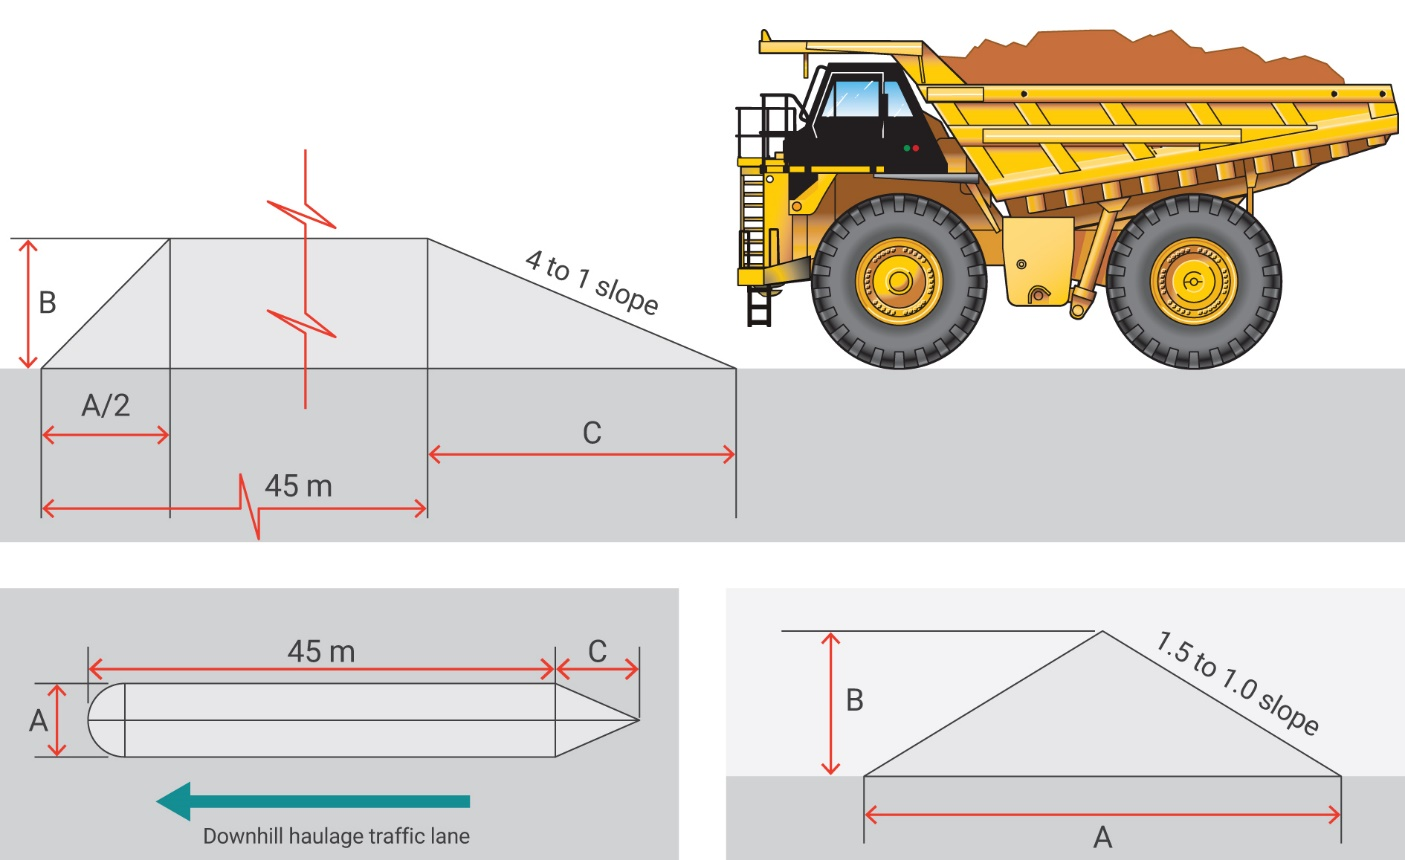 4 to 1 slope
B
A/2
C
45 m
45 m
C
A
Downhill haulage traffic lane
1.5 to 1.0 slope
B
A